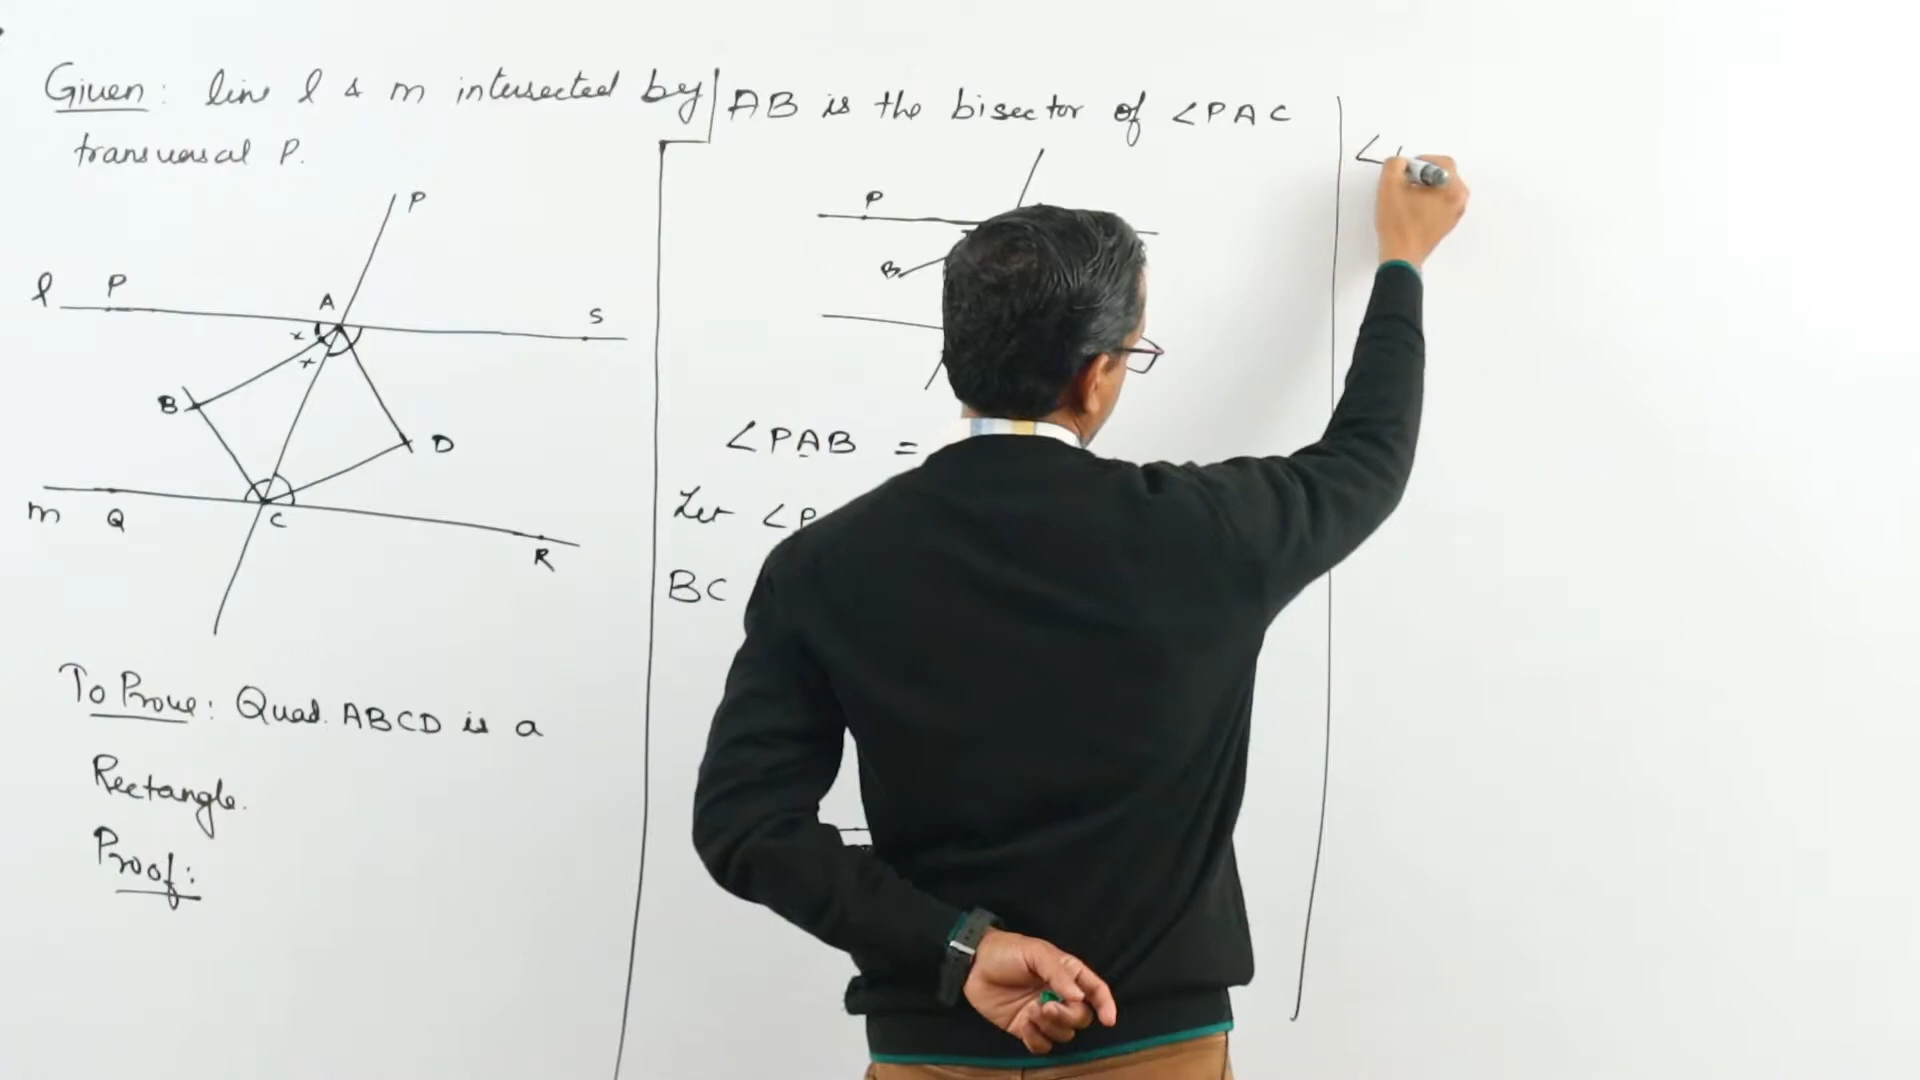 Given: line l & m intersected by
transversal P.
P
l P A S
x
x
B D
m Q C R
To Prove: Quad. ABCD is a
Rectangle.
Proof:
AB is the bisector of ∠PAC
P
B
∠PAB =
Let ∠P
BC
∠